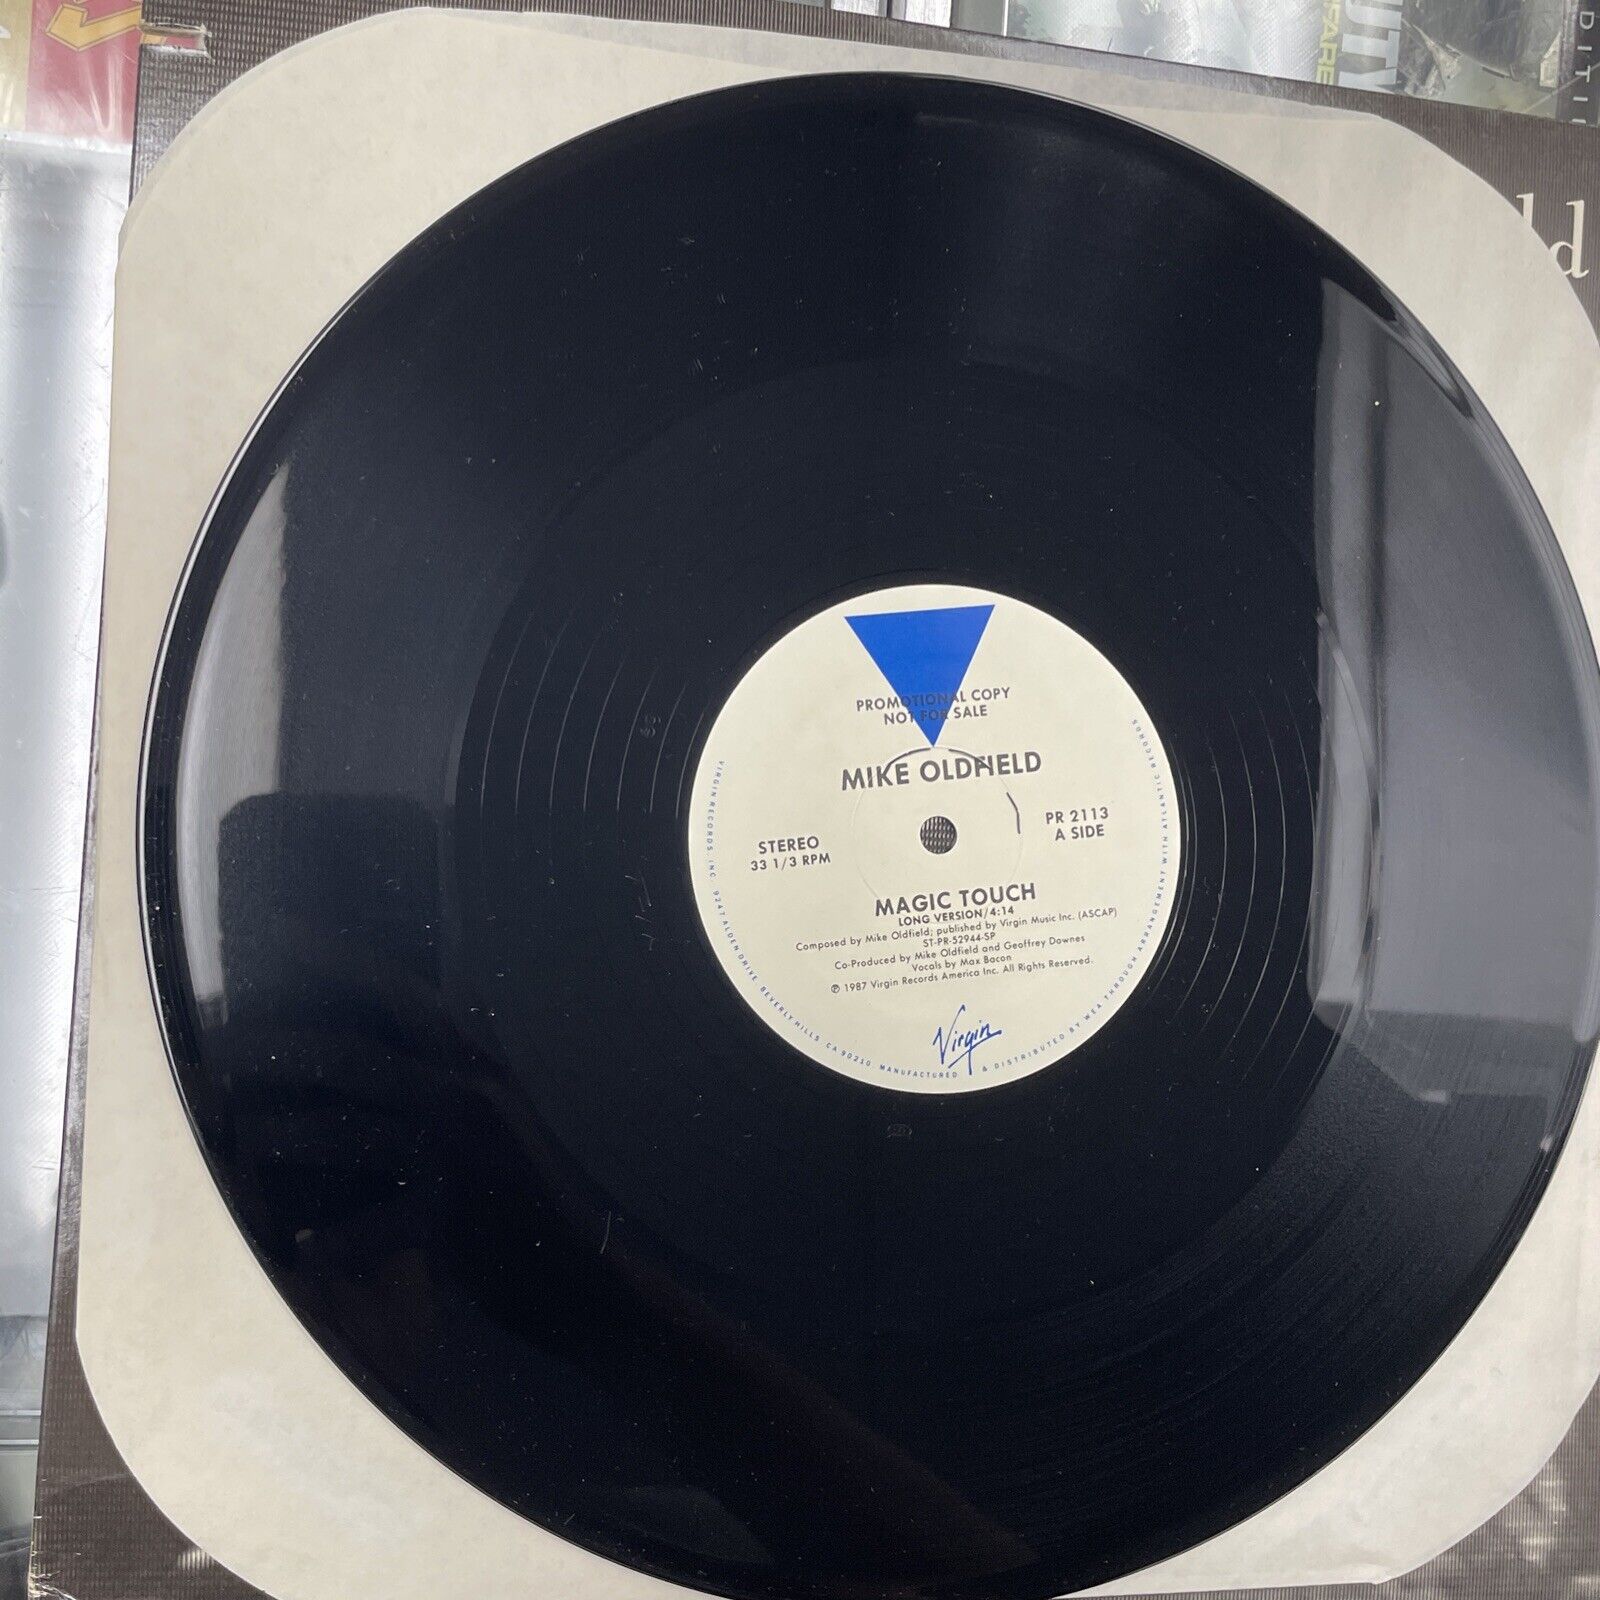 FARE
DITIO
ld
PROMOTIONAL COPY
NOT FOR SALE
MIKE OLDFIELD
STEREO
33 1/3 RPM
PR 2113
A SIDE
MAGIC TOUCH
LONG VERSION/4:14
Composed by Mike Oldfield; published by Virgin Music Inc. (ASCAP)
ST-PR-52944-SP
Co-Produced by Mike Oldfield and Geoffrey Downes
Vocals by Max Bacon
℗ 1987 Virgin Records America Inc. All Rights Reserved.
Virgin
VIRGIN RECORDS, INC. 9247 ALDEN DRIVE, BEVERLY HILLS, CA 90210. MANUFACTURED & DISTRIBUTED BY WEA THROUGH ARRANGEMENT WITH ATLANTIC RECORDS